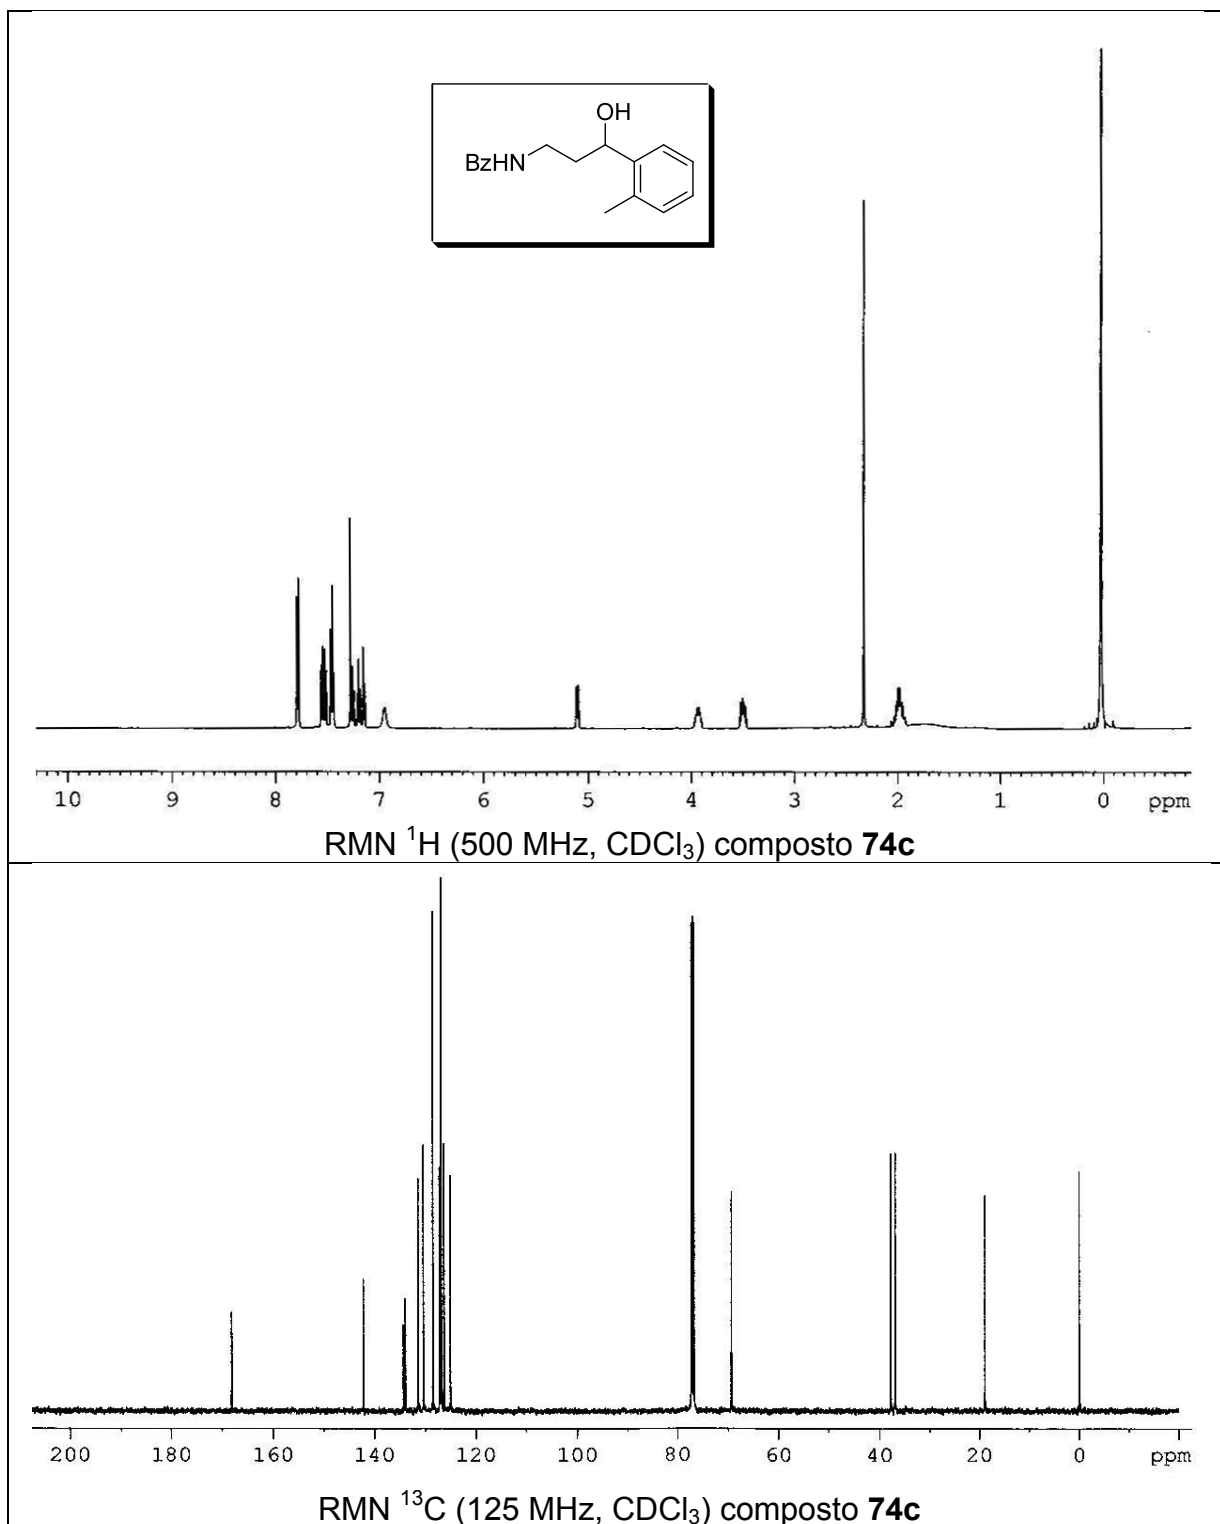 OH
BzHN
10 9 8 7 6 5 4 3 2 1 0 ppm
RMN ¹H (500 MHz, CDCl₃) composto 74c
200 180 160 140 120 100 80 60 40 20 0 ppm
RMN ¹³C (125 MHz, CDCl₃) composto 74c